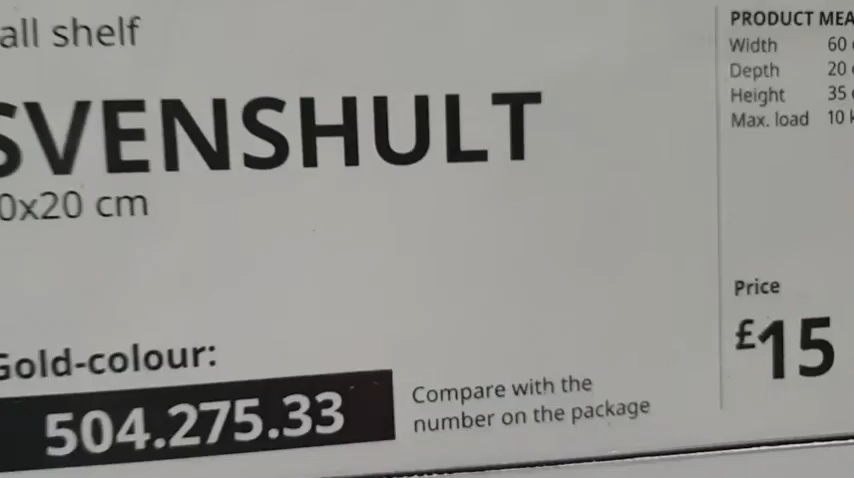 all shelf
SVENSHULT
0x20 cm
Gold-colour:
504.275.33
Compare with the
number on the package
PRODUCT MEA
Width 60
Depth 20
Height 35
Max. load 10 k
Price
£15